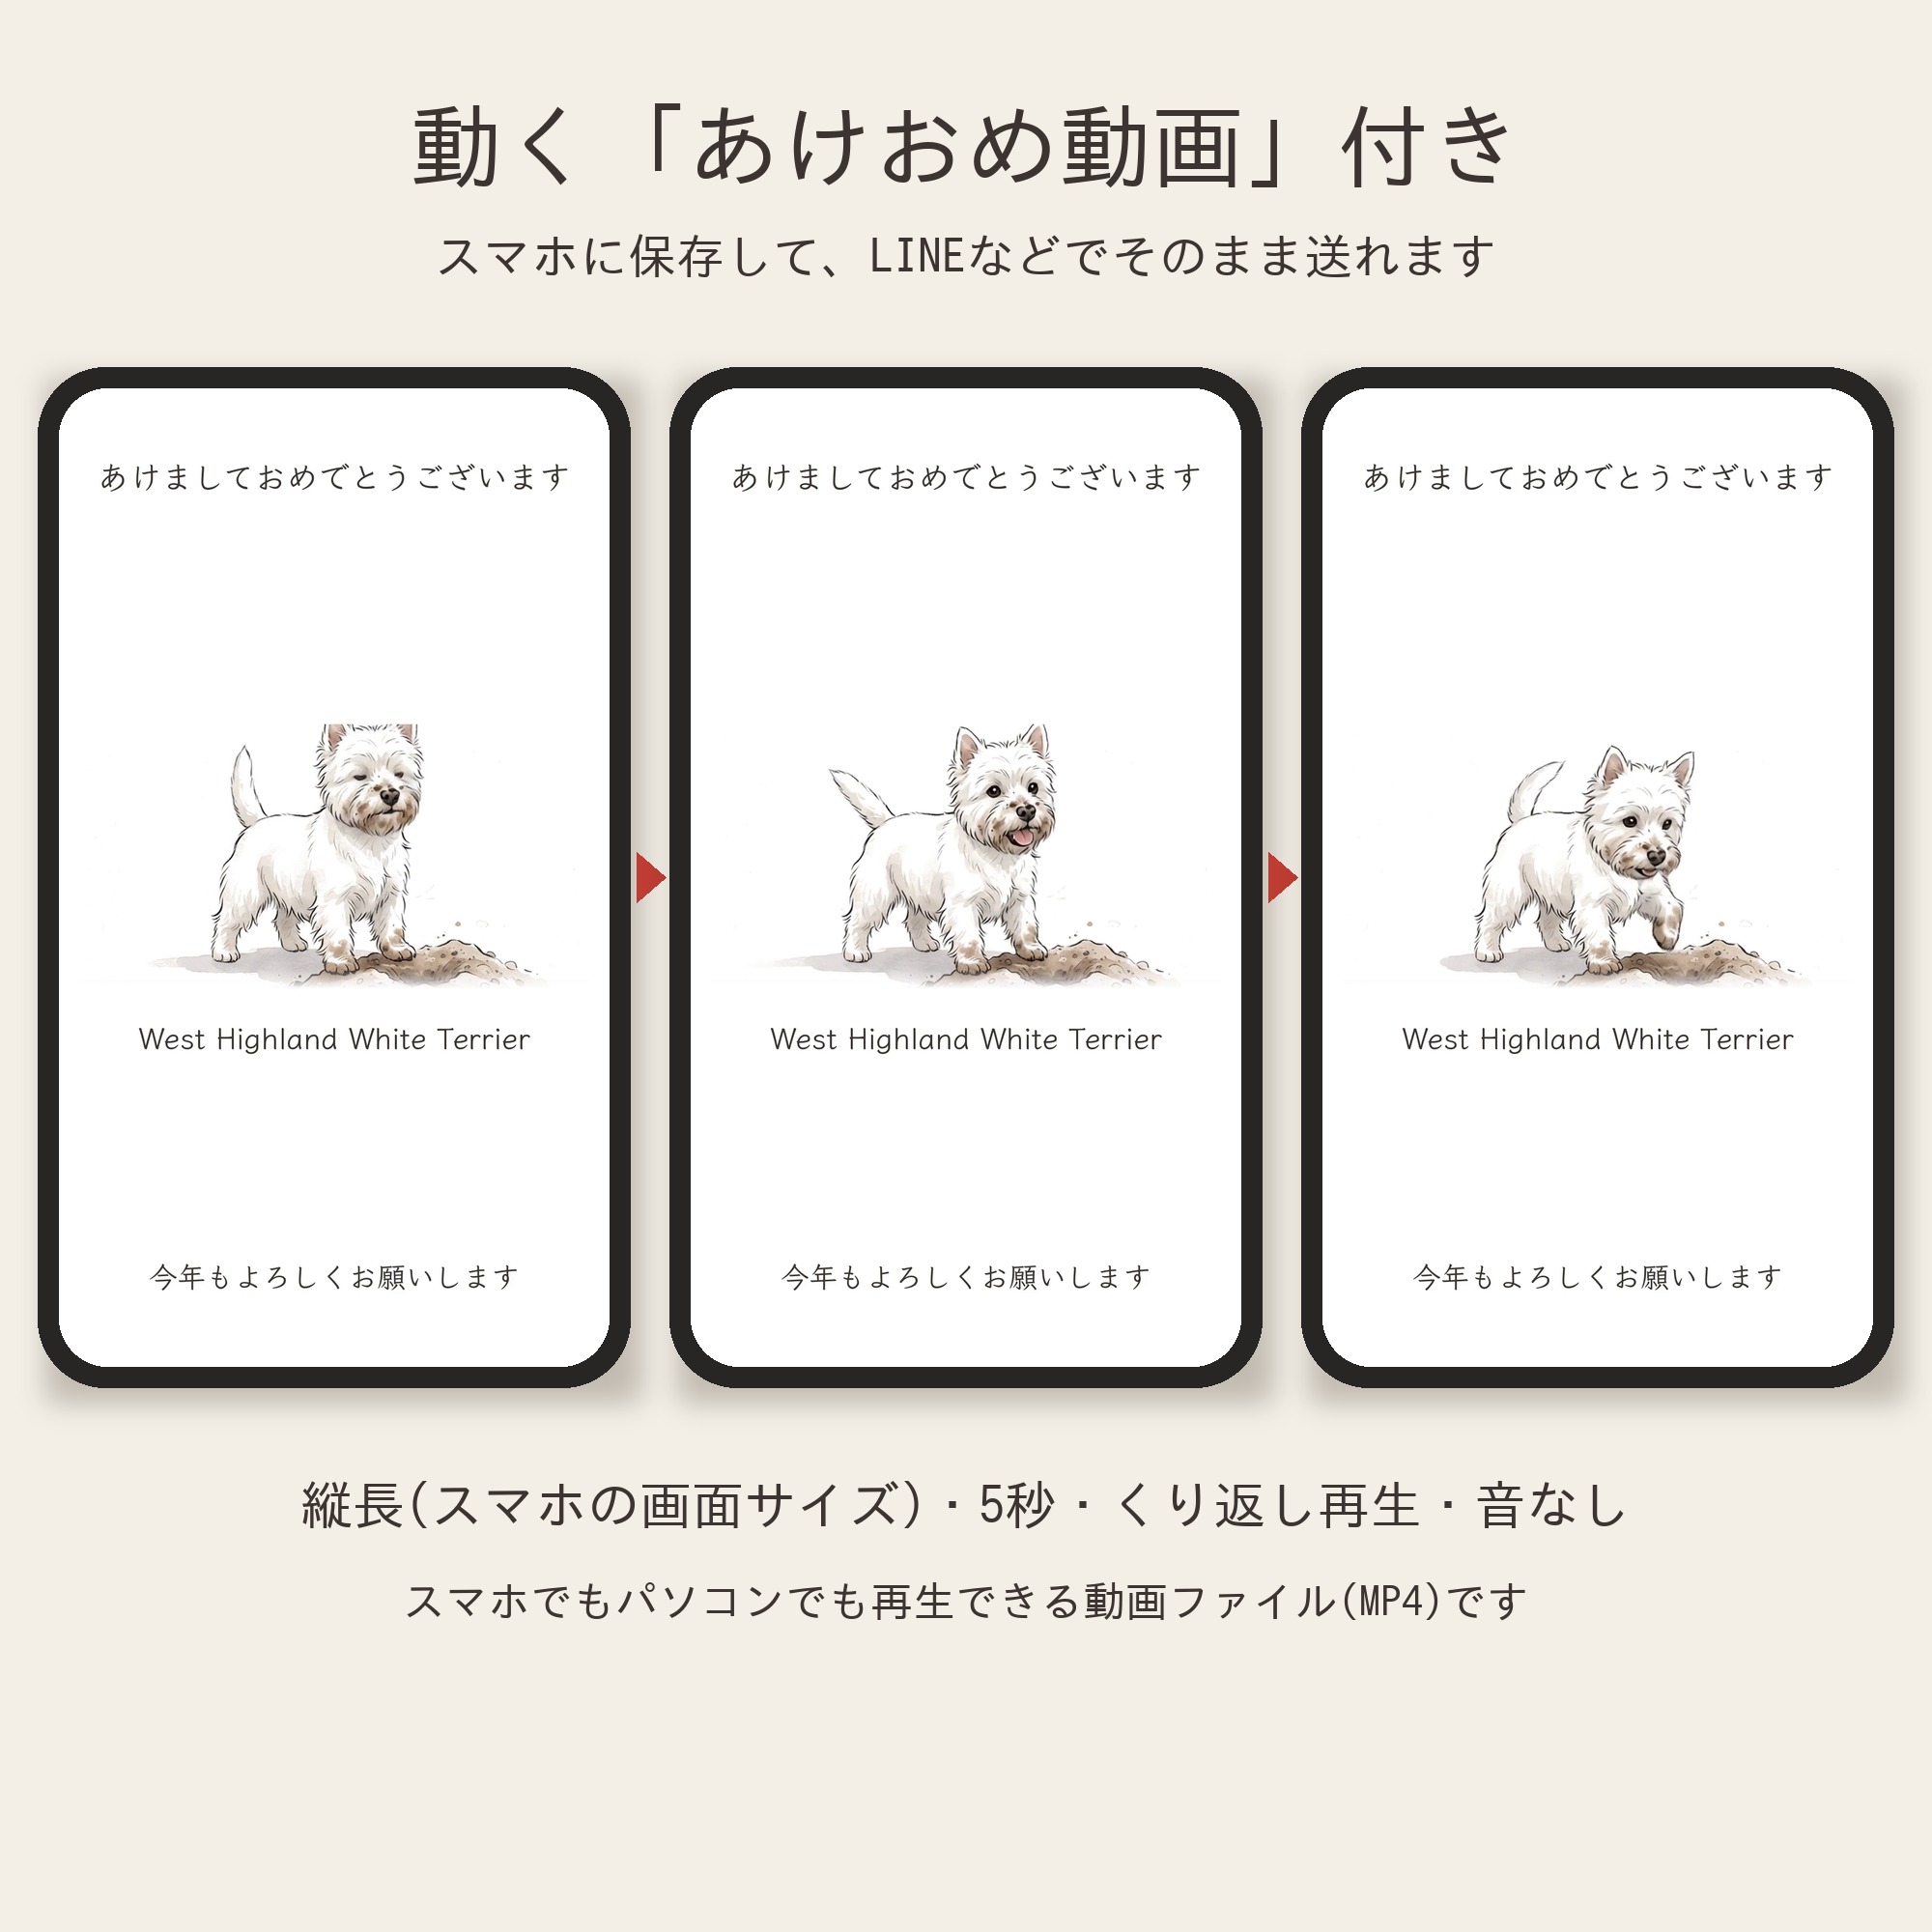 動く「あけおめ動画」付き
スマホに保存して、LINEなどでそのまま送れます
あけましておめでとうございます
West Highland White Terrier
今年もよろしくお願いします
あけましておめでとうございます
West Highland White Terrier
今年もよろしくお願いします
あけましておめでとうございます
West Highland White Terrier
今年もよろしくお願いします
縦長(スマホの画面サイズ)・5秒・くり返し再生・音なし
スマホでもパソコンでも再生できる動画ファイル(MP4)です